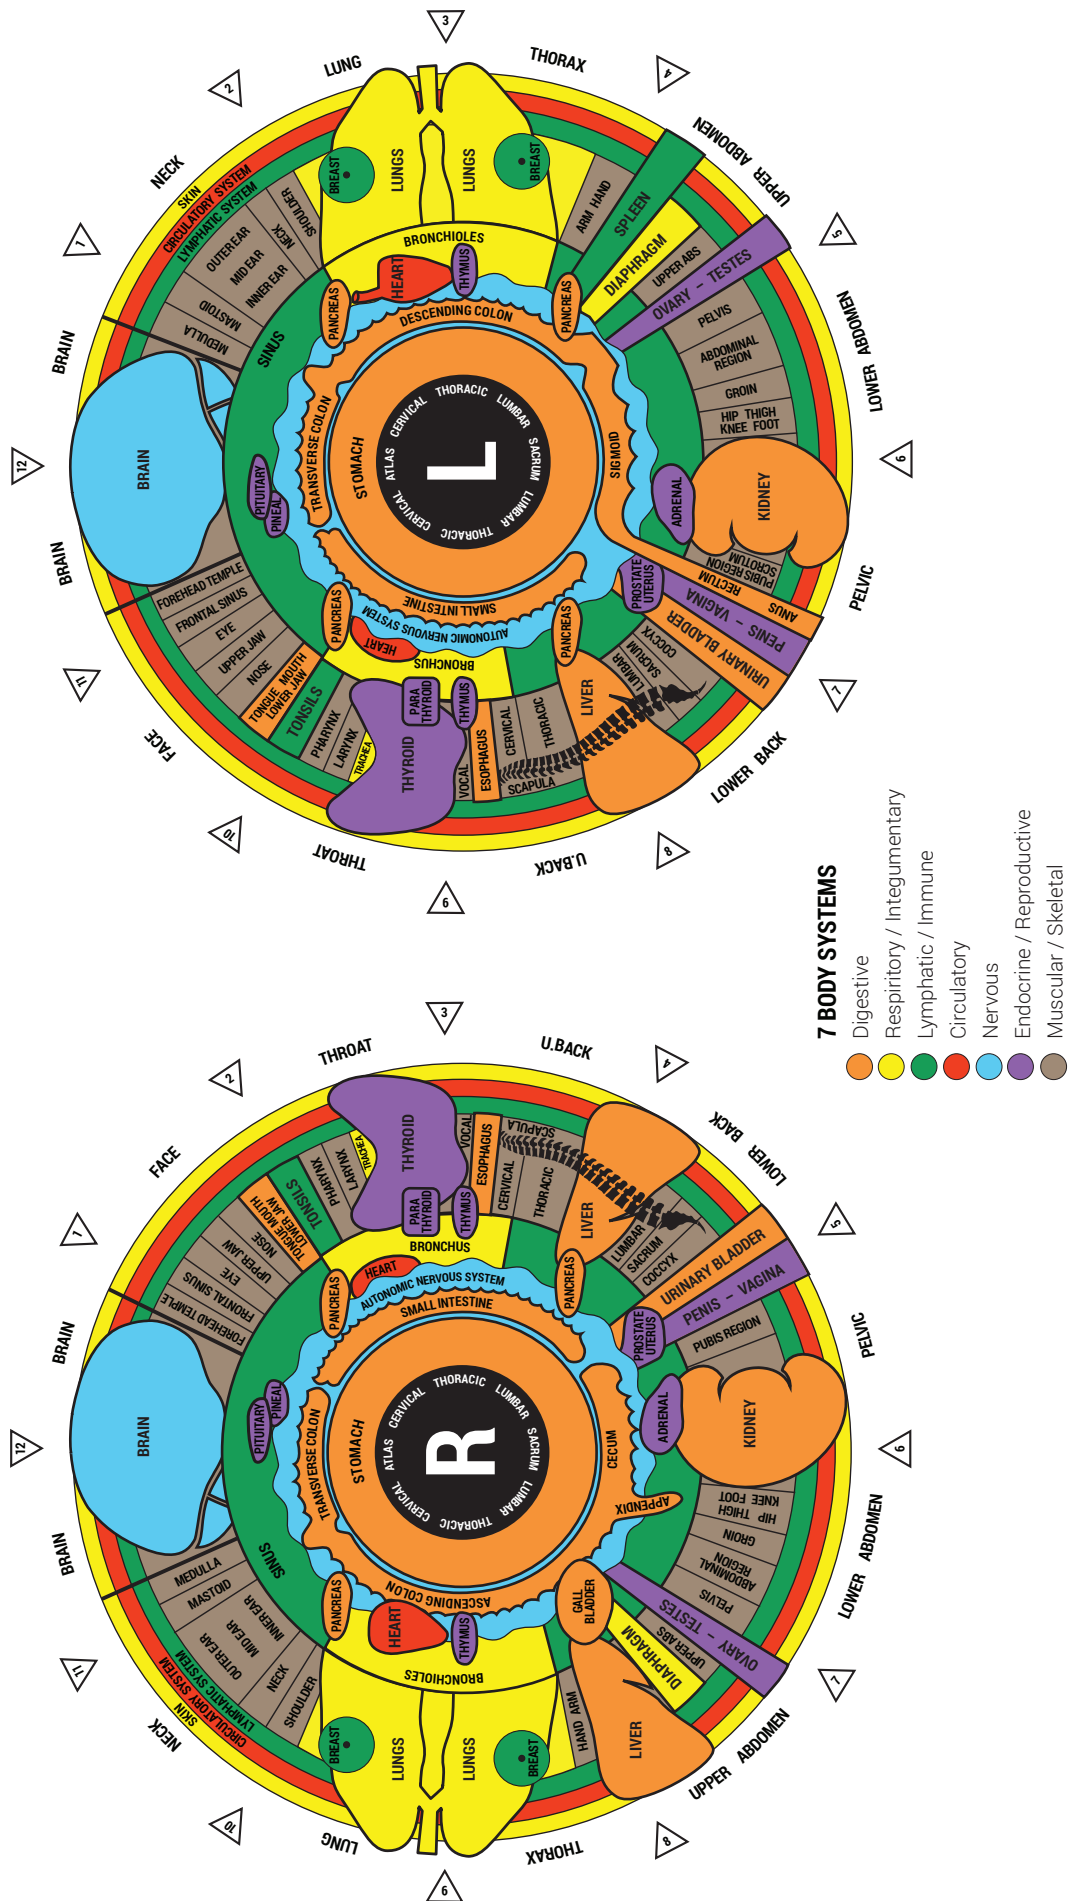 12
1
2
3
4
5
6
7
8
9
10
11
BRAIN
NECK
LUNG
THORAX
UPPER ABDOMEN
LOWER ABDOMEN
PELVIC
LOWER BACK
U.BACK
THROAT
FACE
BRAIN
SKIN
CIRCULATORY SYSTEM
LYMPHATIC SYSTEM
BRAIN
MEDULLA
MASTOID
OUTER EAR
MID EAR
INNER EAR
NECK
SHOULDER
BREAST
LUNGS
LUNGS
BREAST
BRONCHIOLES
ARM HAND
SPLEEN
DIAPHRAGM
UPPER ABS
OVARY – TESTES
PELVIS
ABDOMINAL
REGION
GROIN
HIP THIGH
KNEE FOOT
KIDNEY
ADRENAL
PUBIS REGION
SCROTUM
RECTUM
ANUS
PENIS – VAGINA
URINARY BLADDER
PROSTATE
UTERUS
COCCYX
SACRUM
LUMBAR
LIVER
THORACIC
CERVICAL
SCAPULA
ESOPHAGUS
VOCAL
THYMUS
PARA
THYROID
THYROID
TRACHEA
LARYNX
PHARYNX
TONSILS
TONGUE MOUTH
LOWER JAW
NOSE
UPPER JAW
EYE
FRONTAL SINUS
FOREHEAD TEMPLE
SINUS
PITUITARY
PINEAL
PANCREAS
HEART
THYMUS
PANCREAS
PANCREAS
HEART
BRONCHUS
PANCREAS
AUTONOMIC NERVOUS SYSTEM
SMALL INTESTINE
TRANSVERSE COLON
DESCENDING COLON
SIGMOID
STOMACH
ATLAS CERVICAL THORACIC LUMBAR SACRUM LUMBAR THORACIC CERVICAL
L
12
1
2
3
4
5
6
7
8
9
10
11
BRAIN
FACE
THROAT
U.BACK
LOWER BACK
PELVIC
LOWER ABDOMEN
UPPER ABDOMEN
THORAX
LUNG
NECK
BRAIN
SKIN
CIRCULATORY SYSTEM
LYMPHATIC SYSTEM
BRAIN
FOREHEAD TEMPLE
FRONTAL SINUS
EYE
UPPER JAW
NOSE
TONGUE MOUTH
LOWER JAW
TONSILS
PHARYNX
LARYNX
TRACHEA
THYROID
PARA
THYROID
THYMUS
VOCAL
ESOPHAGUS
CERVICAL
SCAPULA
THORACIC
LIVER
LUMBAR
SACRUM
COCCYX
URINARY BLADDER
PENIS – VAGINA
PROSTATE
UTERUS
PUBIS REGION
KIDNEY
ADRENAL
HIP THIGH
KNEE FOOT
GROIN
ABDOMINAL
REGION
PELVIS
OVARY – TESTES
UPPER ABS
DIAPHRAGM
LIVER
GALL
BLADDER
HAND ARM
BREAST
LUNGS
LUNGS
BREAST
BRONCHIOLES
SHOULDER
NECK
INNER EAR
MID EAR
OUTER EAR
MASTOID
MEDULLA
SINUS
PITUITARY
PINEAL
PANCREAS
HEART
BRONCHUS
PANCREAS
PANCREAS
HEART
THYMUS
AUTONOMIC NERVOUS SYSTEM
SMALL INTESTINE
TRANSVERSE COLON
ASCENDING COLON
CECUM
APPENDIX
STOMACH
ATLAS CERVICAL THORACIC LUMBAR SACRUM LUMBAR THORACIC CERVICAL
R
7 BODY SYSTEMS
Digestive
Respiritory / Integumentary
Lymphatic / Immune
Circulatory
Nervous
Endocrine / Reproductive
Muscular / Skeletal